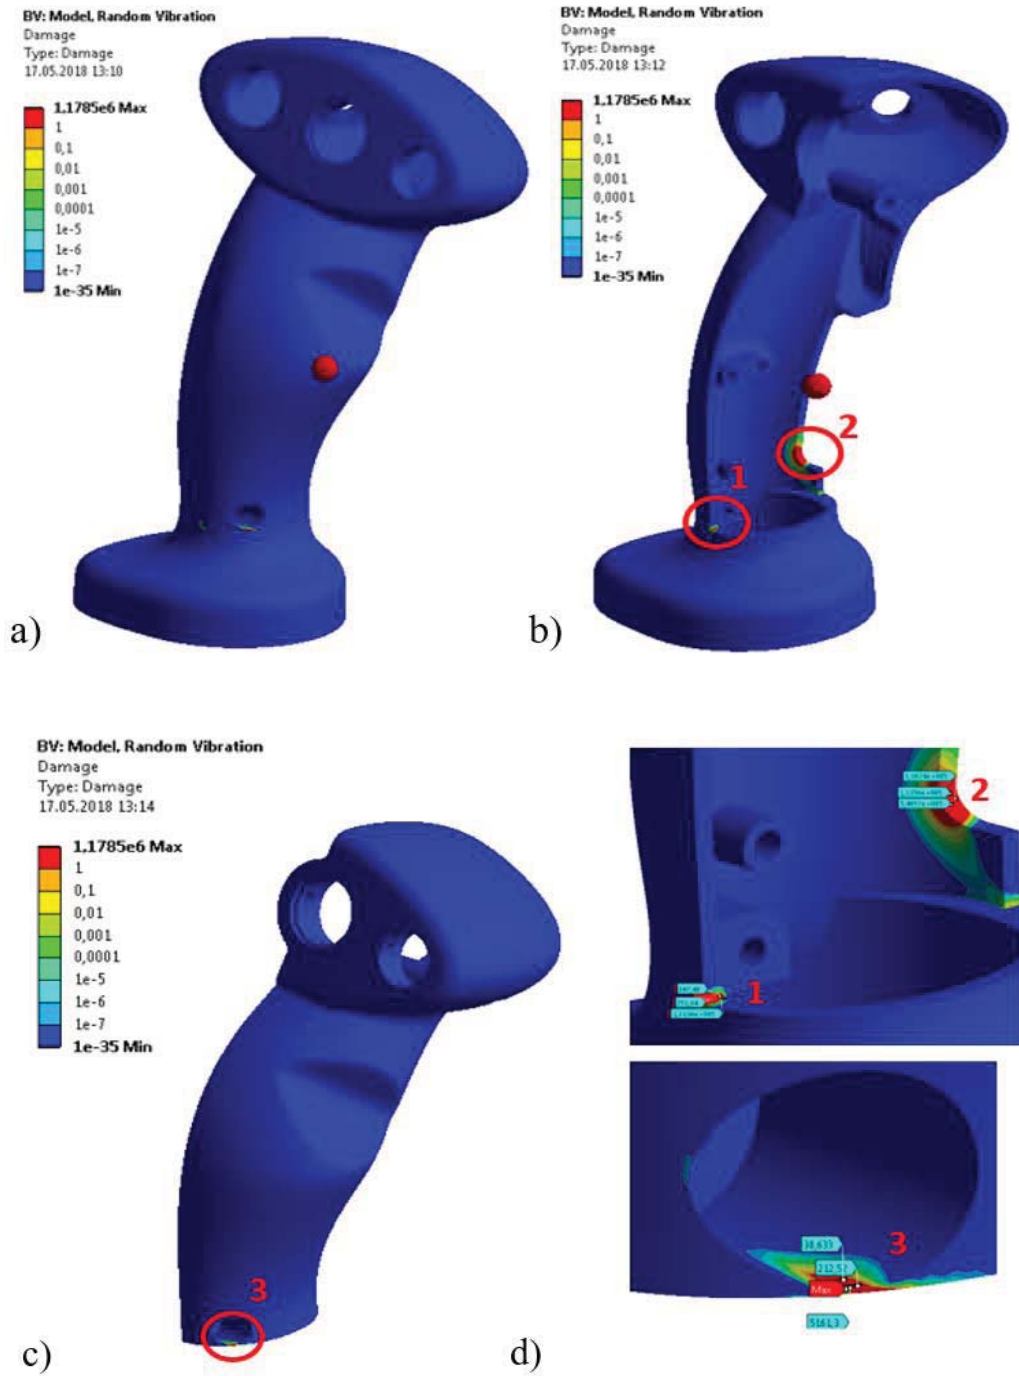 BV: Model, Random Vibration
Damage
Type: Damage
17.05.2018 13:10
1,1785e6 Max
1
0,1
0,01
0,001
0,0001
1e-5
1e-6
1e-7
1e-35 Min
a)
BV: Model, Random Vibration
Damage
Type: Damage
17.05.2018 13:12
1,1785e6 Max
1
0,1
0,01
0,001
0,0001
1e-5
1e-6
1e-7
1e-35 Min
2
1
b)
BV: Model, Random Vibration
Damage
Type: Damage
17.05.2018 13:14
1,1785e6 Max
1
0,1
0,01
0,001
0,0001
1e-5
1e-6
1e-7
1e-35 Min
3
c)
2
1
3
212,52
Max
5161,3
d)